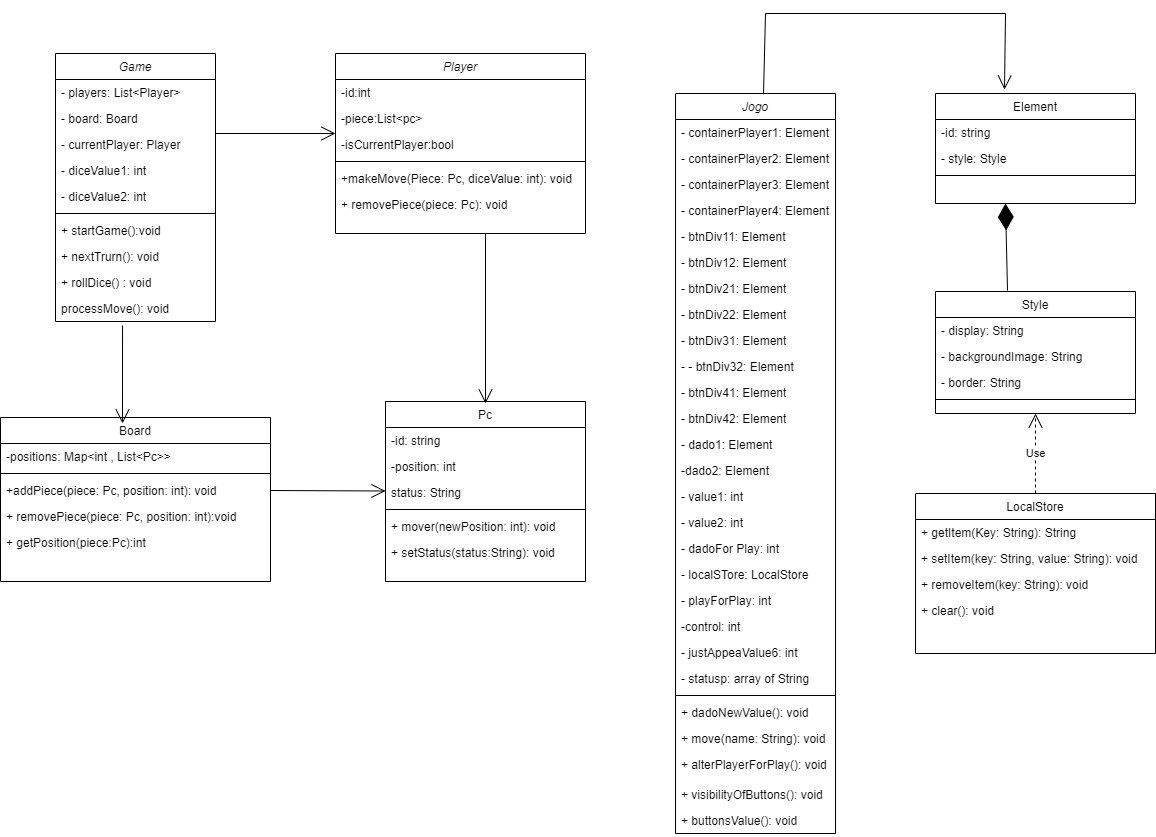 Game
- players: List<Player>
- board: Board
- currentPlayer: Player
- diceValue1: int
- diceValue2: int
+ startGame():void
+ nextTrurn(): void
+ rollDice() : void
processMove(): void
Player
-id:int
-piece:List<pc>
-isCurrentPlayer:bool
+makeMove(Piece: Pc, diceValue: int): void
+ removePiece(piece: Pc): void
Board
-positions: Map<int , List<Pc>>
+addPiece(piece: Pc, position: int): void
+ removePiece(piece: Pc, position: int):void
+ getPosition(piece:Pc):int
Pc
-id: string
-position: int
status: String
+ mover(newPosition: int): void
+ setStatus(status:String): void
Jogo
- containerPlayer1: Element
- containerPlayer2: Element
- containerPlayer3: Element
- containerPlayer4: Element
- btnDiv11: Element
- btnDiv12: Element
- btnDiv21: Element
- btnDiv22: Element
- btnDiv31: Element
- - btnDiv32: Element
- btnDiv41: Element
- btnDiv42: Element
- dado1: Element
-dado2: Element
- value1: int
- value2: int
- dadoFor Play: int
- localSTore: LocalStore
- playForPlay: int
-control: int
- justAppeaValue6: int
- statusp: array of String
+ dadoNewValue(): void
+ move(name: String): void
+ alterPlayerForPlay(): void
+ visibilityOfButtons(): void
+ buttonsValue(): void
Element
-id: string
- style: Style
Style
- display: String
- backgroundImage: String
- border: String
Use
LocalStore
+ getItem(Key: String): String
+ setItem(key: String, value: String): void
+ removeItem(key: String): void
+ clear(): void